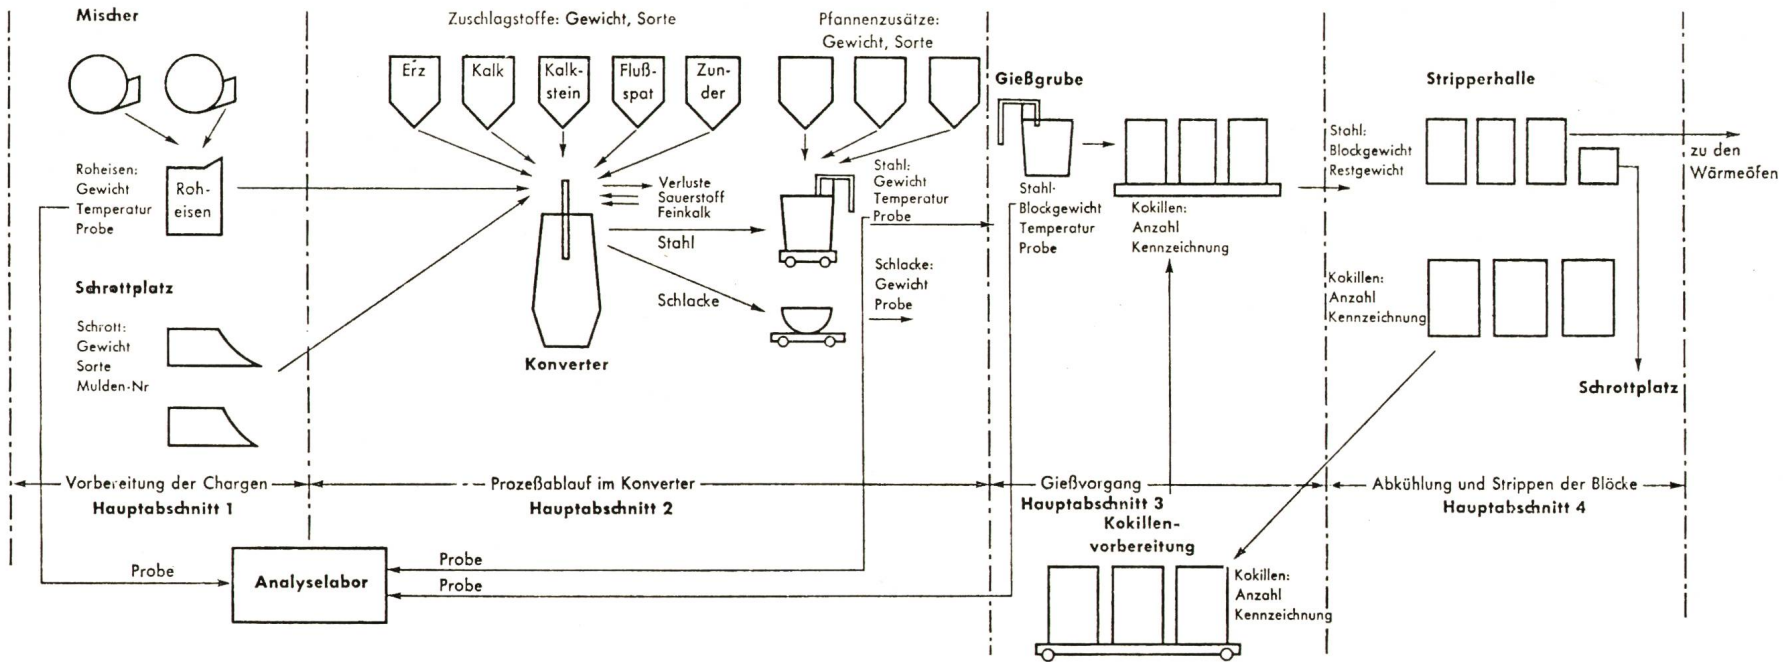 Mischer
Roheisen:
Gewicht
Temperatur
Probe
Roh-
eisen
Schrottplatz
Schrott:
Gewicht
Sorte
Mulden-Nr
Vorbereitung der Chargen
Hauptabschnitt 1
Zuschlagstoffe: Gewicht, Sorte
Erz
Kalk
Kalk-
stein
Fluß-
spat
Zun-
der
Pfannenzusätze:
Gewicht, Sorte
Verluste
Sauerstoff
Feinkalk
Stahl
Schlacke
Konverter
Stahl:
Gewicht
Temperatur
Probe
Schlacke:
Gewicht
Probe
Prozeßablauf im Konverter
Hauptabschnitt 2
Gießgrube
Stahl-
Blockgewicht
Temperatur
Probe
Kokillen:
Anzahl
Kennzeichnung
Gießvorgang
Hauptabschnitt 3
Kokillen-
vorbereitung
Kokillen:
Anzahl
Kennzeichnung
Stripperhalle
Stahl:
Blockgewicht
Restgewicht
zu den
Wärmeöfen
Kokillen:
Anzahl
Kennzeichnung
Schrottplatz
Abkühlung und Strippen der Blöcke
Hauptabschnitt 4
Probe
Analyselabor
Probe
Probe